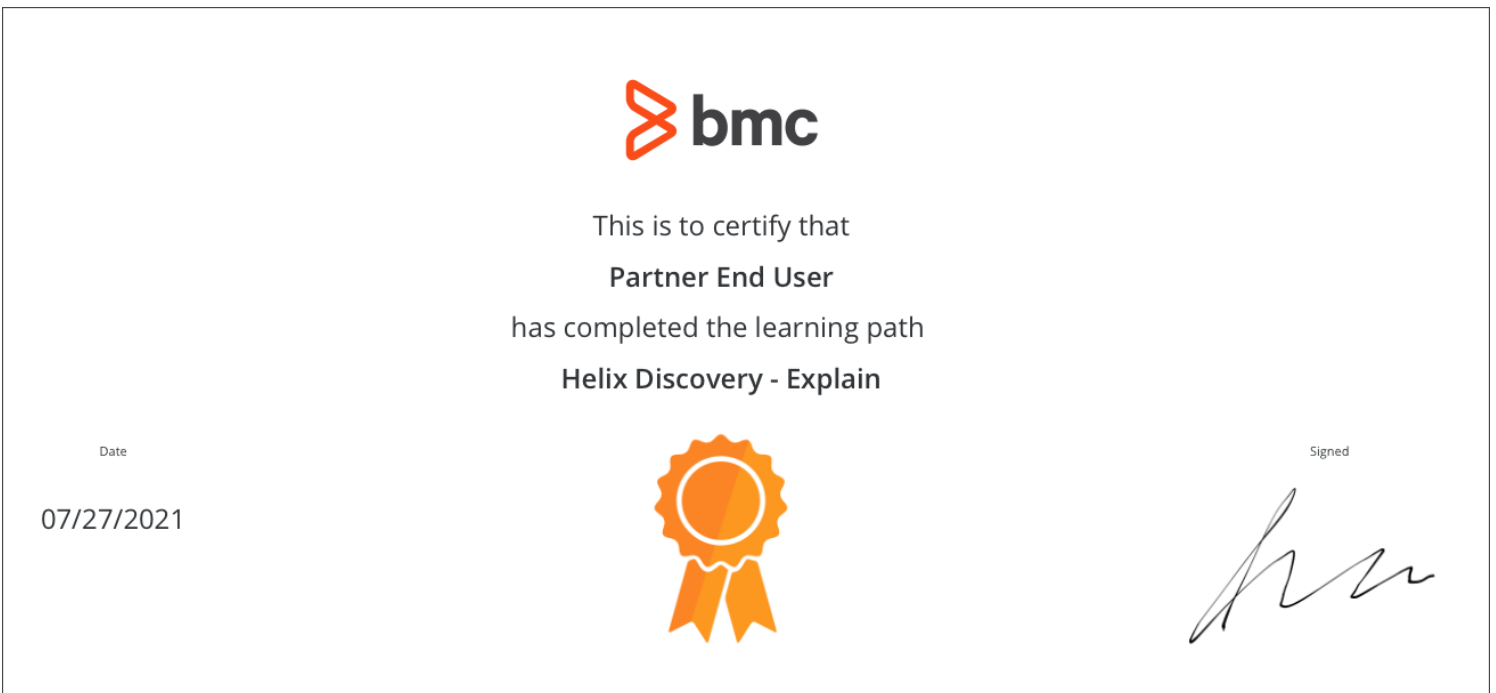 bmc
This is to certify that
Partner End User
has completed the learning path
Helix Discovery - Explain
Date
07/27/2021
Signed